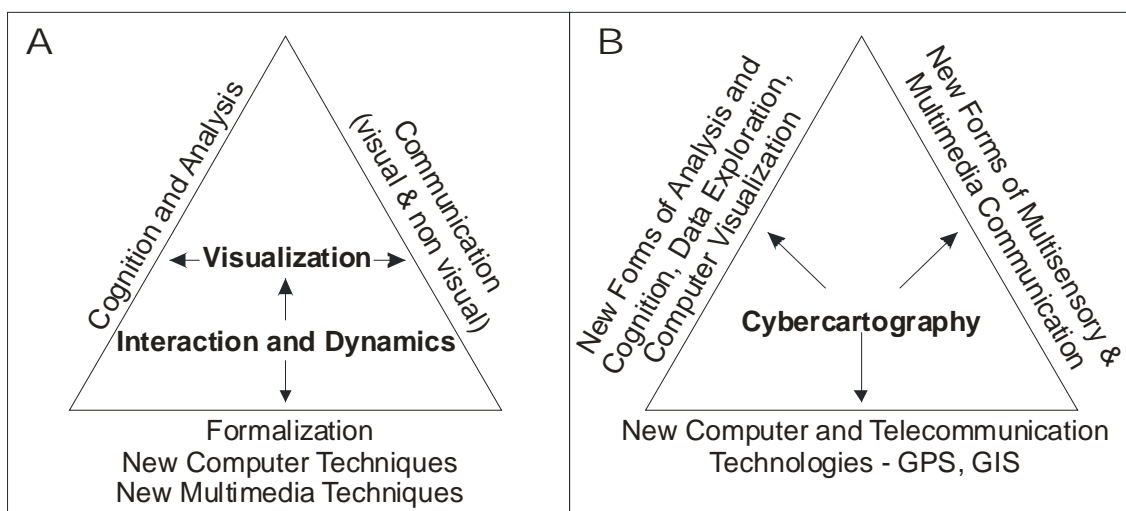 A
Cognition and Analysis
Communication
(visual & non visual)
Visualization
Interaction and Dynamics
Formalization
New Computer Techniques
New Multimedia Techniques
B
New Forms of Analysis and
Cognition, Data Exploration,
Computer Visualization
New Forms of Multisensory &
Multimedia Communication
Cybercartography
New Computer and Telecommunication
Technologies - GPS, GIS